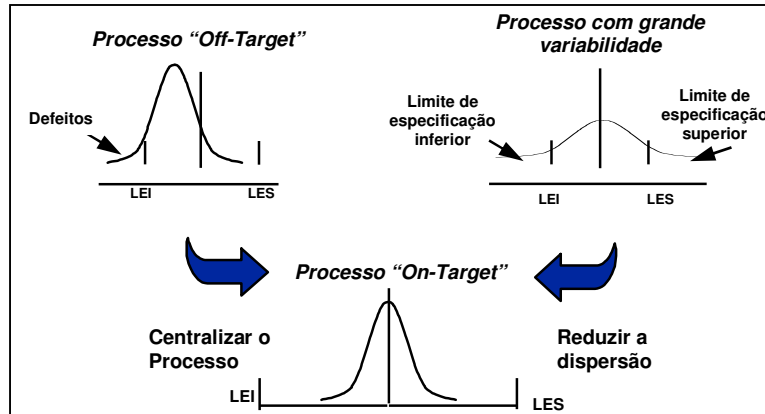 Processo “Off-Target”
Defeitos
LEI
LES
Processo com grande
variabilidade
Limite de
especificação
inferior
Limite de
especificação
superior
LEI
LES
Processo “On-Target”
Centralizar o
Processo
Reduzir a
dispersão
LEI
LES